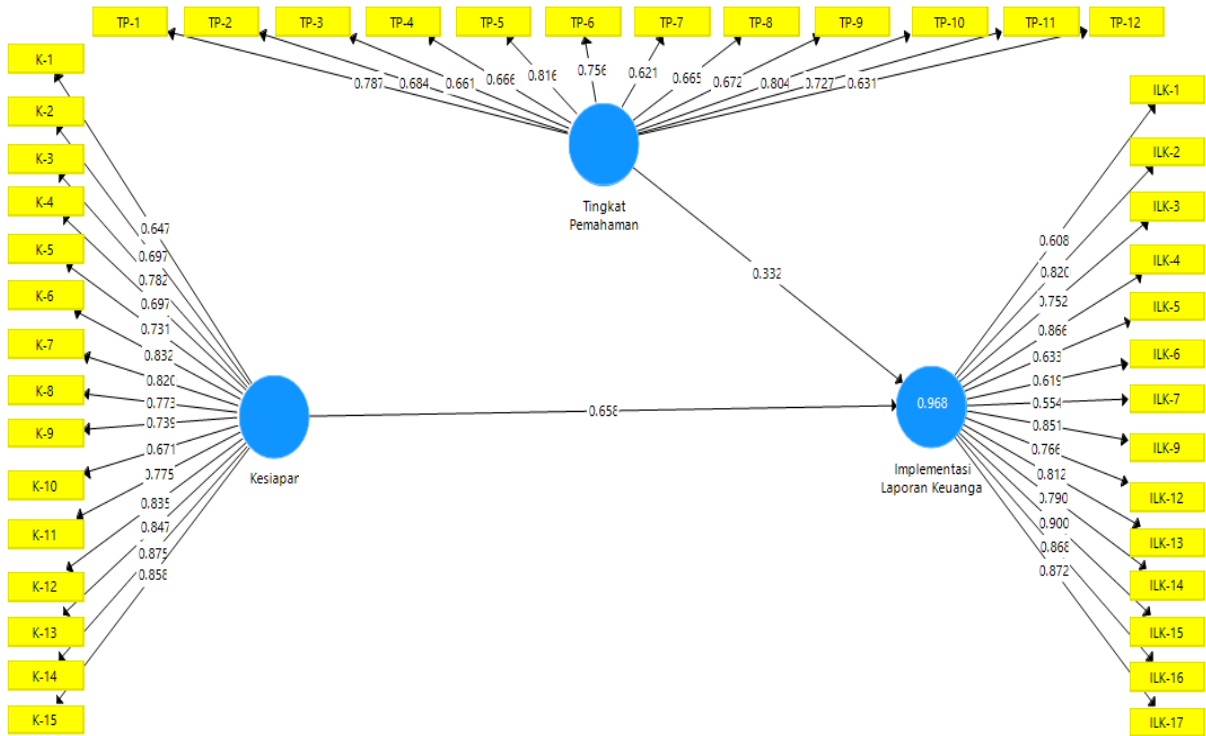 TP-1
TP-2
TP-3
TP-4
TP-5
TP-6
TP-7
TP-8
TP-9
TP-10
TP-11
TP-12
0.787
0.684
0.661
0.666
0.816
0.756
0.621
0.665
0.672
0.804
0.727
0.631
Tingkat
Pemahaman
K-1
K-2
K-3
K-4
K-5
K-6
K-7
K-8
K-9
K-10
K-11
K-12
K-13
K-14
K-15
0.647
0.697
0.782
0.697
0.731
0.832
0.820
0.773
0.739
0.671
0.775
0.835
0.847
0.875
0.858
Kesiapan
0.332
0.658
0.968
Implementasi
Laporan Keuanga
0.608
0.820
0.752
0.866
0.633
0.619
0.554
0.851
0.766
0.812
0.790
0.900
0.868
0.872
ILK-1
ILK-2
ILK-3
ILK-4
ILK-5
ILK-6
ILK-7
ILK-9
ILK-12
ILK-13
ILK-14
ILK-15
ILK-16
ILK-17